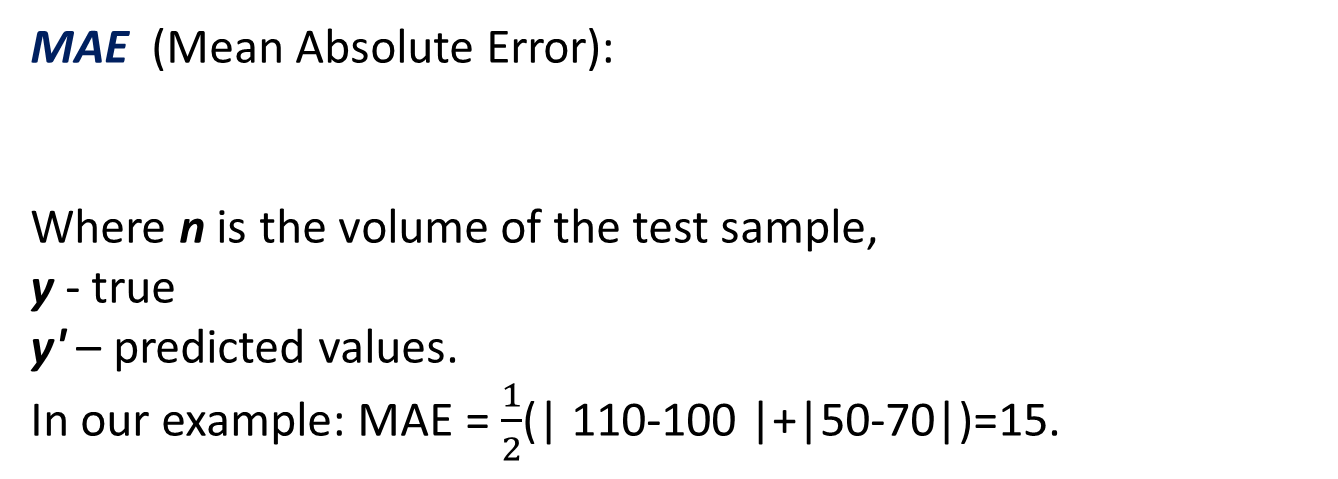 MAE (Mean Absolute Error):
Where n is the volume of the test sample,
y - true
y' – predicted values.
In our example: MAE = \frac{1}{2}(| 110-100 |+|50-70|)=15.